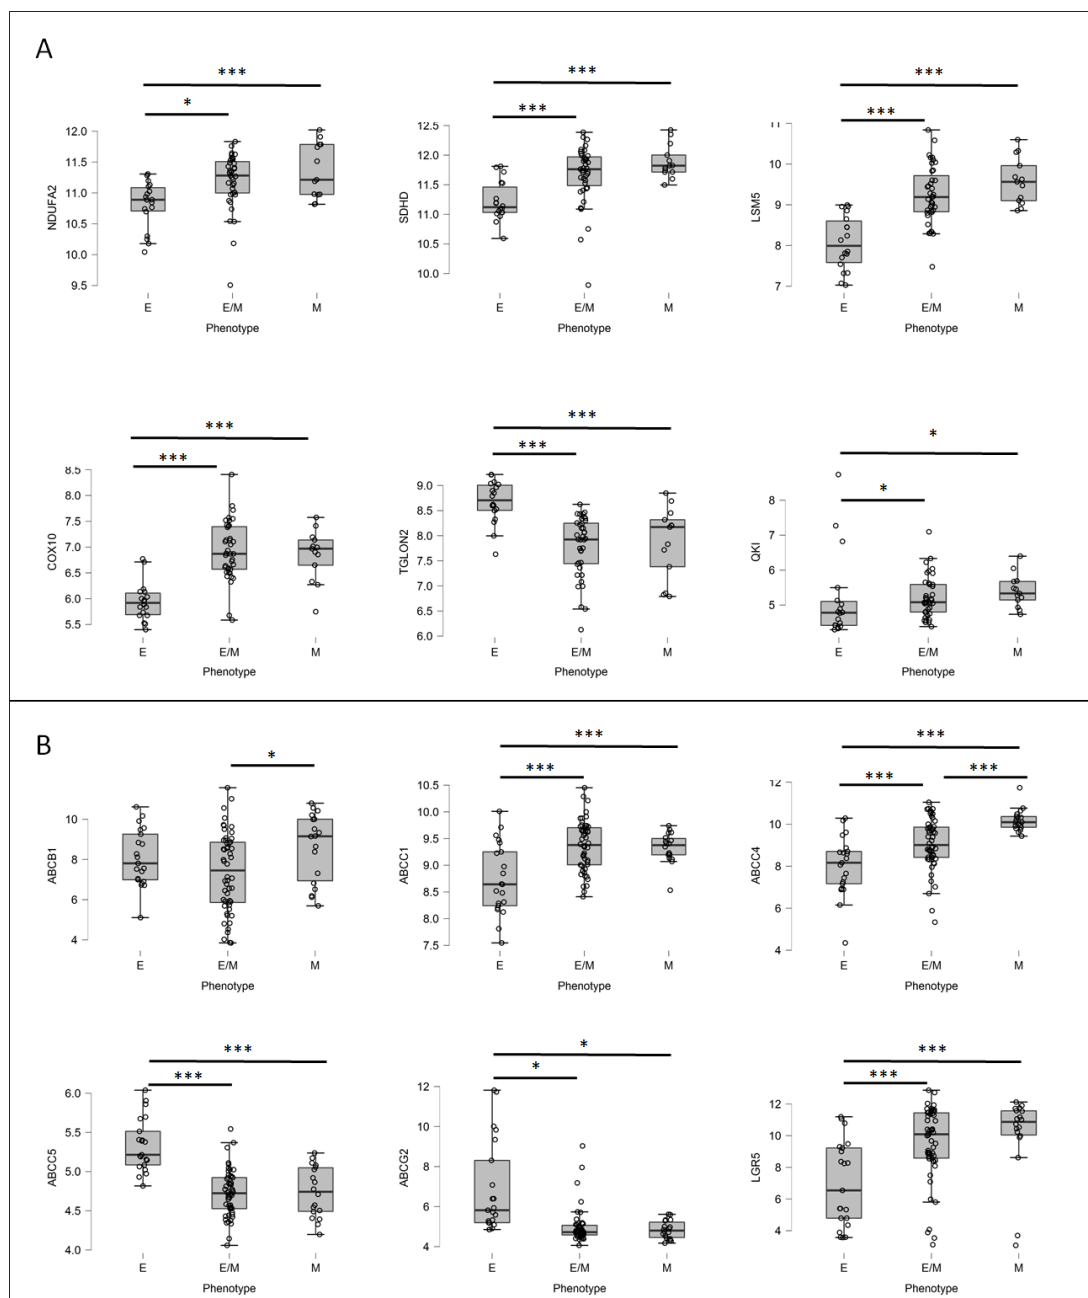 A
***
*
NDUFA2
12.0
11.5
11.0
10.5
10.0
9.5
E
E/M
M
Phenotype
***
***
SDHD
12.5
12.0
11.5
11.0
10.5
10.0
E
E/M
M
Phenotype
***
***
LSM5
11
10
9
8
7
E
E/M
M
Phenotype
***
***
COX10
8.5
8.0
7.5
7.0
6.5
6.0
5.5
E
E/M
M
Phenotype
***
***
TGLON2
9.0
8.5
8.0
7.5
7.0
6.5
6.0
E
E/M
M
Phenotype
*
*
QKI
8
7
6
5
E
E/M
M
Phenotype
B
*
ABCB1
10
8
6
4
E
E/M
M
Phenotype
***
***
ABCC1
10.5
10.0
9.5
9.0
8.5
8.0
7.5
E
E/M
M
Phenotype
***
***
***
ABCC4
12
10
8
6
4
E
E/M
M
Phenotype
***
***
ABCC5
6.0
5.5
5.0
4.5
4.0
E
E/M
M
Phenotype
*
*
ABCG2
12
10
8
6
4
E
E/M
M
Phenotype
***
***
LGR5
12
10
8
6
4
E
E/M
M
Phenotype